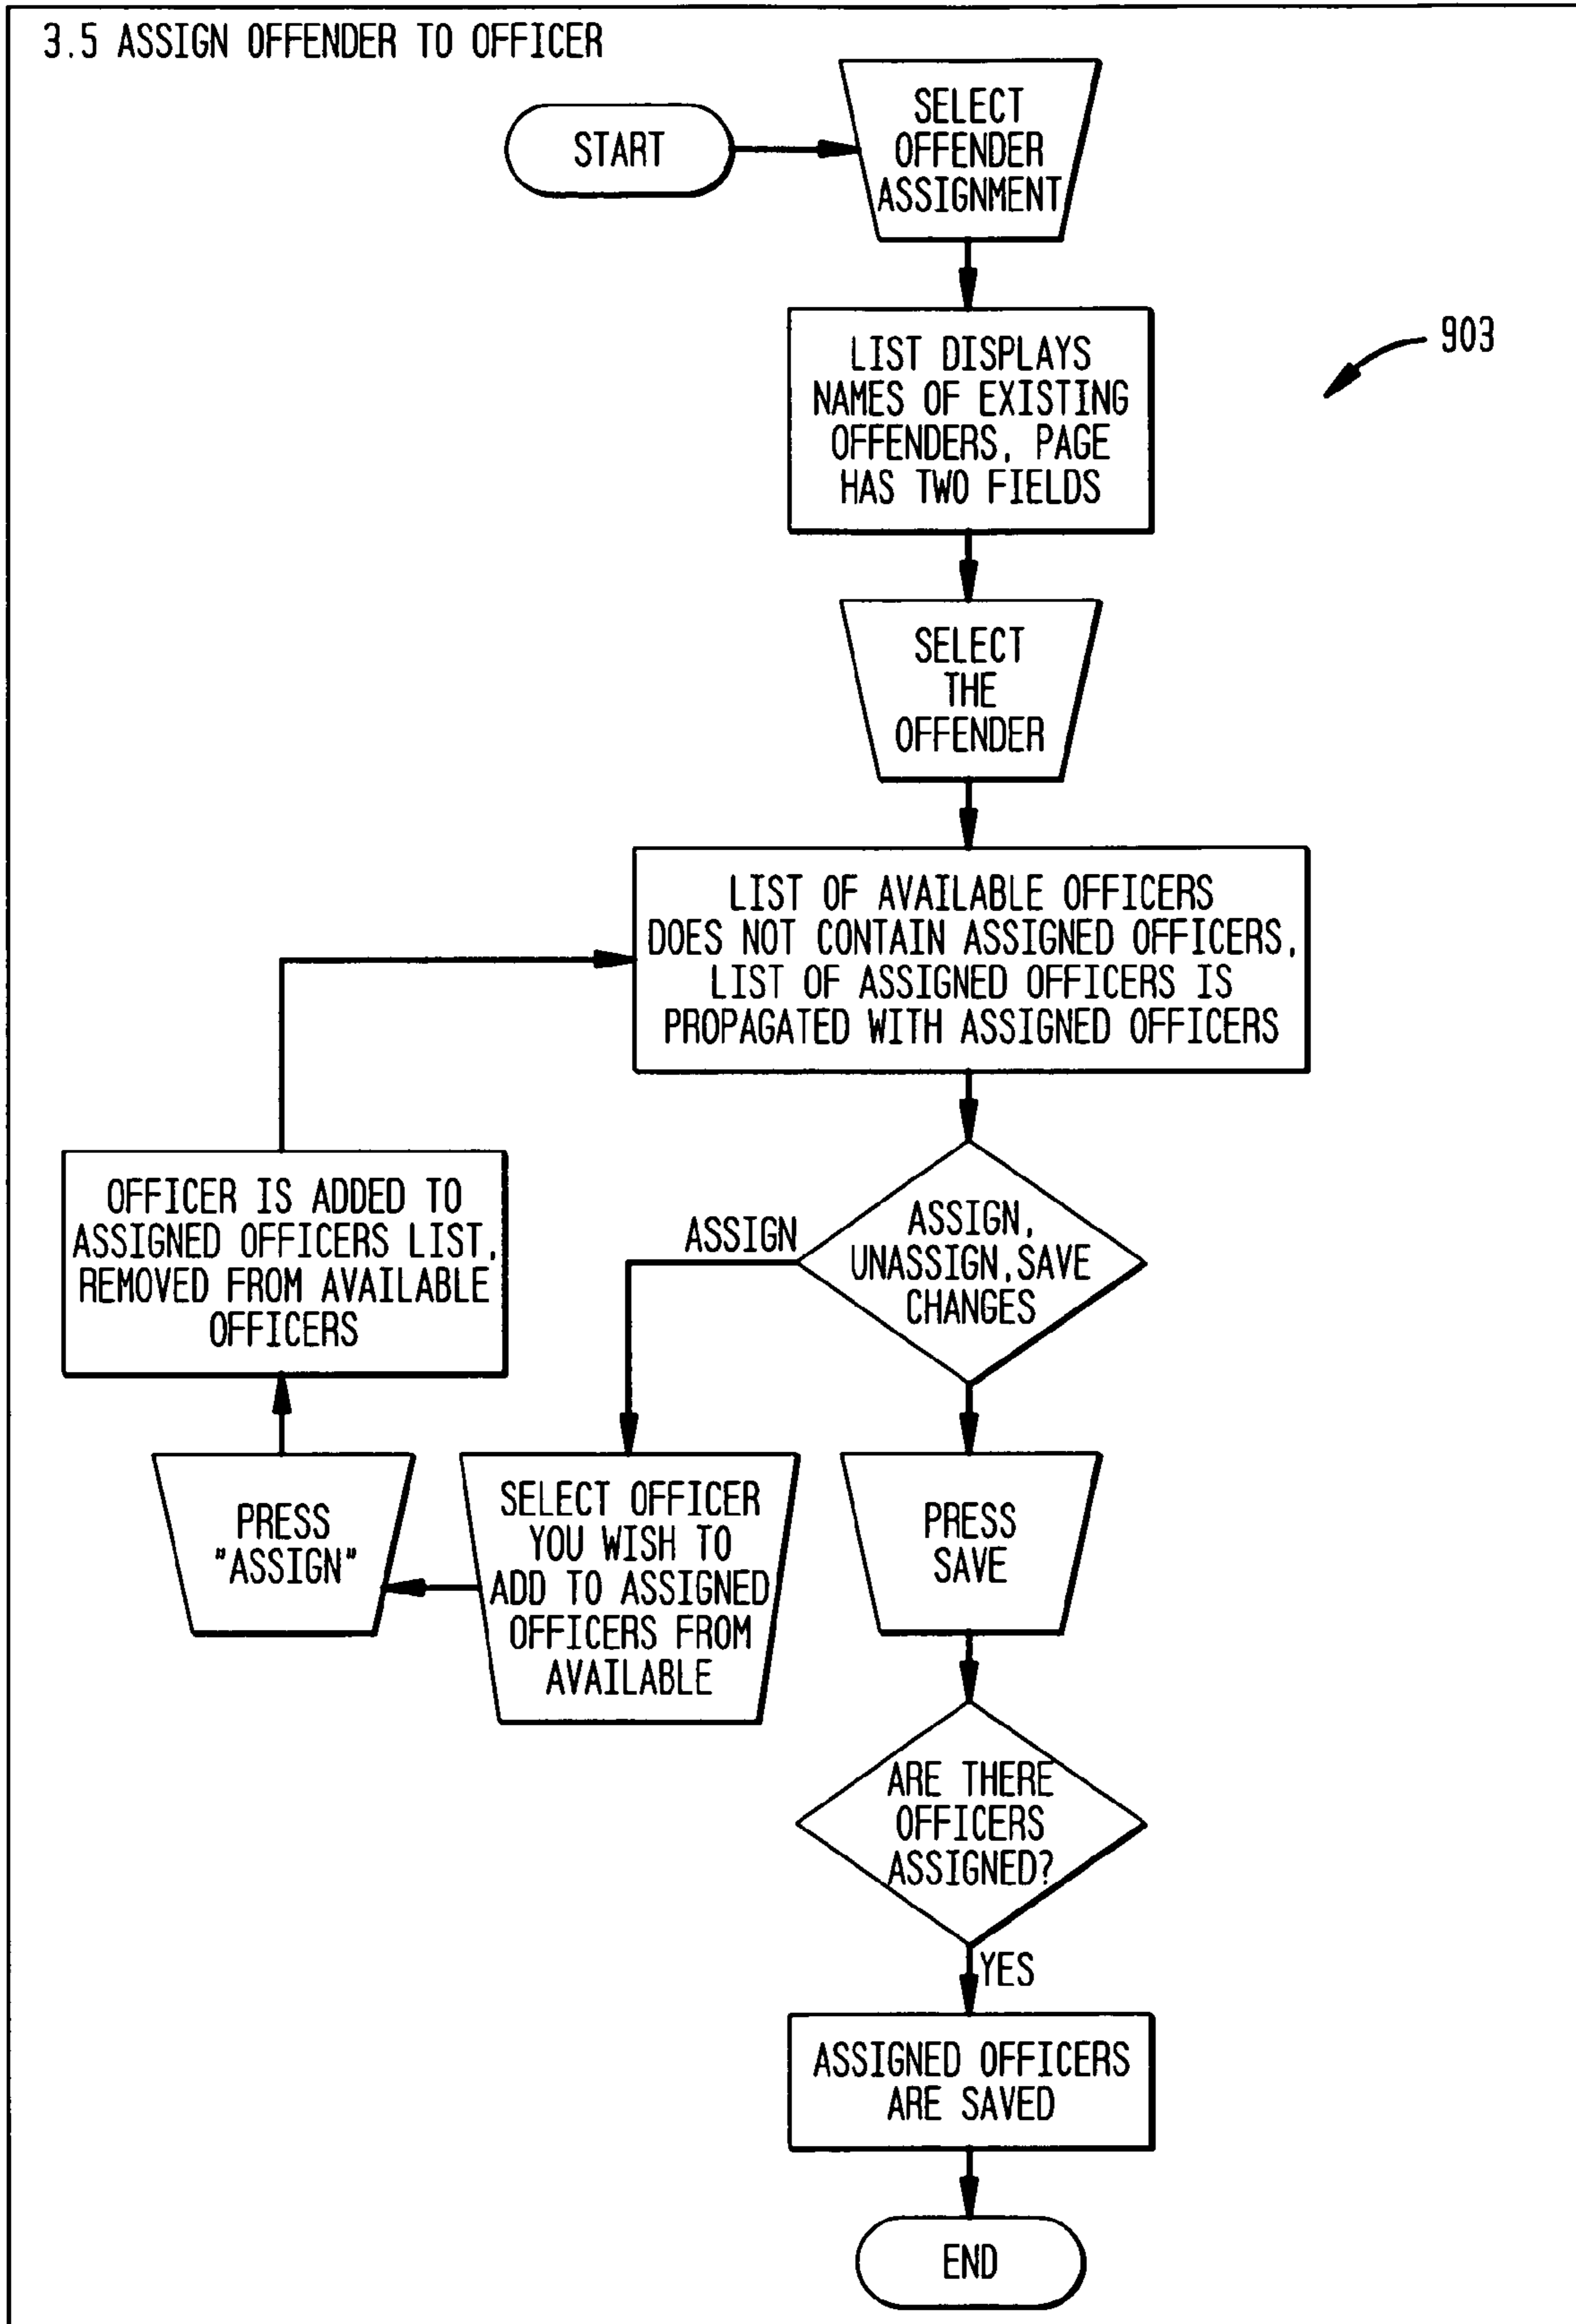 3.5 ASSIGN OFFENDER TO OFFICER
START
SELECT
OFFENDER
ASSIGNMENT
LIST DISPLAYS
NAMES OF EXISTING
OFFENDERS, PAGE
HAS TWO FIELDS
903
SELECT
THE
OFFENDER
LIST OF AVAILABLE OFFICERS
DOES NOT CONTAIN ASSIGNED OFFICERS,
LIST OF ASSIGNED OFFICERS IS
PROPAGATED WITH ASSIGNED OFFICERS
ASSIGN,
UNASSIGN,SAVE
CHANGES
ASSIGN
SELECT OFFICER
YOU WISH TO
ADD TO ASSIGNED
OFFICERS FROM
AVAILABLE
PRESS
"ASSIGN"
OFFICER IS ADDED TO
ASSIGNED OFFICERS LIST,
REMOVED FROM AVAILABLE
OFFICERS
PRESS
SAVE
ARE THERE
OFFICERS
ASSIGNED?
YES
ASSIGNED OFFICERS
ARE SAVED
END